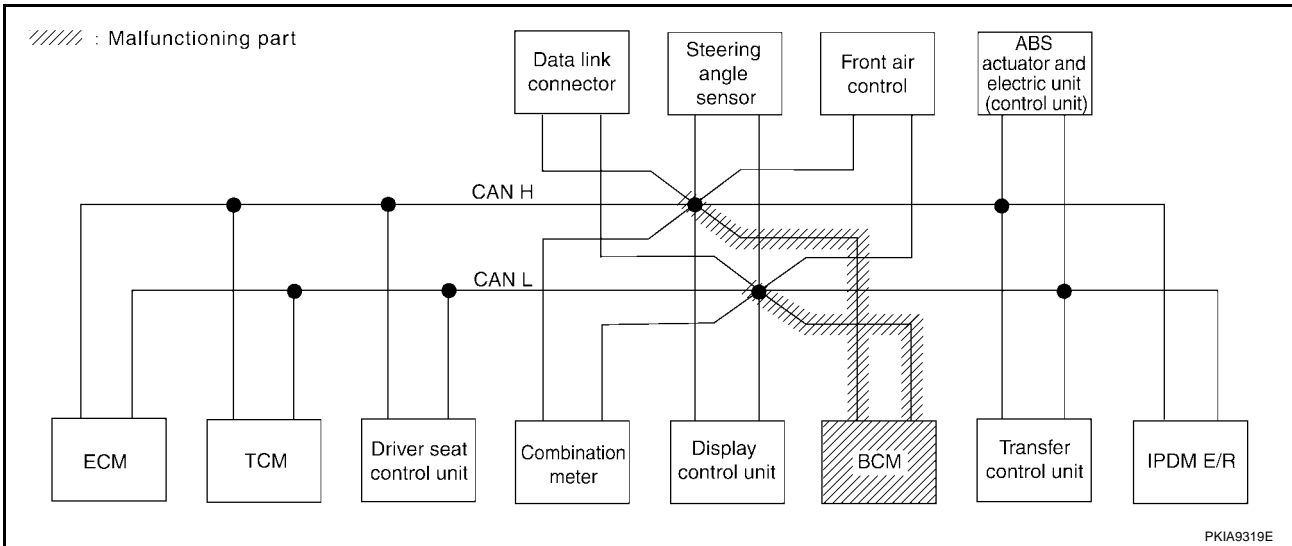 : Malfunctioning part
Data link
connector
Steering
angle
sensor
Front air
control
ABS
actuator and
electric unit
(control unit)
CAN H
CAN L
ECM
TCM
Driver seat
control unit
Combination
meter
Display
control unit
BCM
Transfer
control unit
IPDM E/R
PKIA9319E